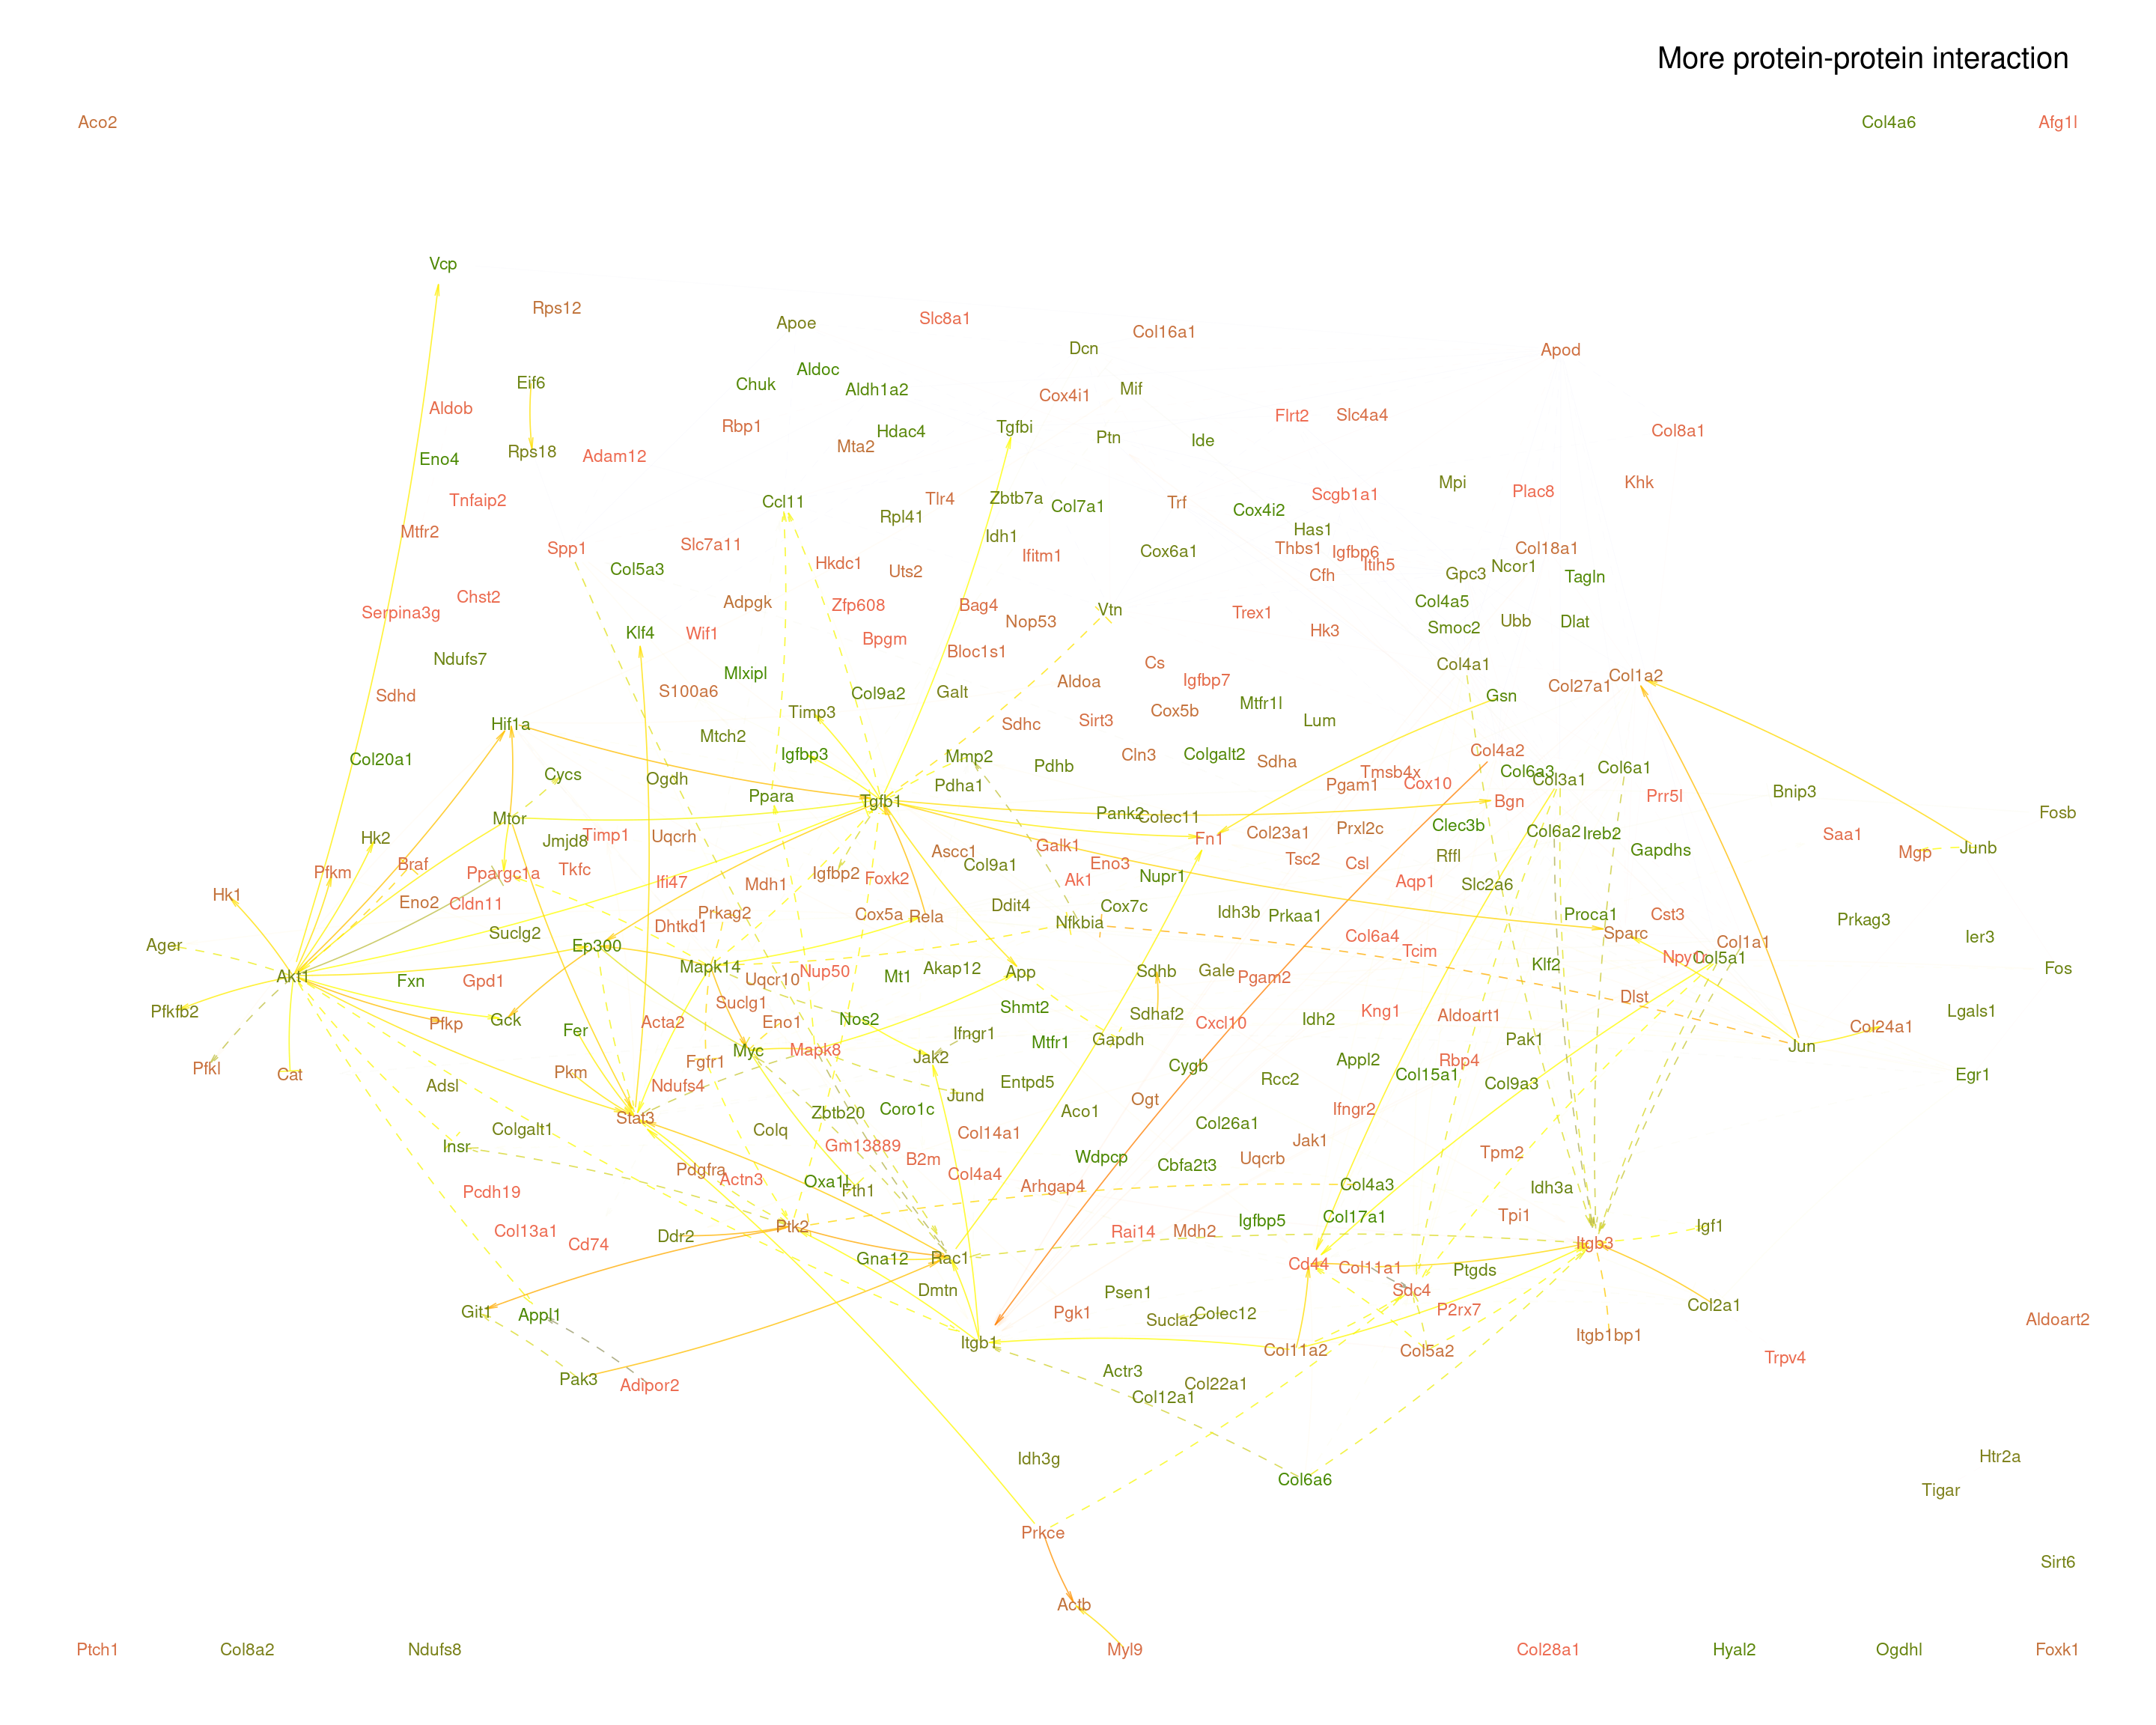 More protein-protein interaction
Aco2
Col4a6
Afg1l
Vcp
Rps12
Apoe
Slc8a1
Col16a1
Dcn
Apod
Aldoc
Eif6
Chuk
Aldh1a2
Mif
Cox4i1
Aldob
Flrt2
Slc4a4
Rbp1
Tgfbi
Hdac4
Col8a1
Ptn
Ide
Mta2
Rps18
Adam12
Eno4
Mpi
Khk
Plac8
Scgb1a1
Tnfaip2
Ccl11
Tlr4
Zbtb7a
Trf
Col7a1
Cox4i2
Rpl41
Has1
Mtfr2
Idh1
Slc7a11
Spp1
Thbs1
Col18a1
Cox6a1
Igfbp6
Ifitm1
Hkdc1
Itih5
Ncor1
Col5a3
Uts2
Cfh
Gpc3
Tagln
Chst2
Adpgk
Col4a5
Zfp608
Bag4
Vtn
Serpina3g
Trex1
Nop53
Ubb
Dlat
Smoc2
Hk3
Klf4
Wif1
Bpgm
Bloc1s1
Ndufs7
Cs
Col4a1
Mlxipl
Col1a2
Igfbp7
Aldoa
Col27a1
S100a6
Col9a2
Galt
Sdhd
Gsn
Mtfr1l
Timp3
Cox5b
Sirt3
Lum
Hif1a
Sdhc
Mtch2
Col4a2
Igfbp3
Cln3
Colgalt2
Mmp2
Col20a1
Sdha
Pdhb
Col6a1
Col6a3
Tmsb4x
Cycs
Ogdh
Col3a1
Cox10
Pgam1
Pdha1
Bnip3
Ppara
Prr5l
Tgfb1
Bgn
Fosb
Pank2
Colec11
Mtor
Clec3b
Prxl2c
Col6a2
Col23a1
Ireb2
Saa1
Timp1
Uqcrh
Hk2
Fn1
Jmjd8
Galk1
Junb
Gapdhs
Ascc1
Mgp
Rffl
Tsc2
Csl
Eno3
Braf
Col9a1
Tkfc
Pfkm
Ppargc1a
Igfbp2
Nupr1
Foxk2
Ak1
Ifi47
Aqp1
Mdh1
Slc2a6
Hk1
Eno2
Cldn11
Ddit4
Cox7c
Prkag2
Idh3b
Cox5a
Rela
Prkaa1
Proca1
Cst3
Prkag3
Nfkbia
Dhtkd1
Suclg2
Sparc
Col6a4
Ier3
Col1a1
Ager
Ep300
Tcim
Col5a1
Klf2
Mapk14
Akap12
Fos
Nup50
App
Sdhb
Gale
Akt1
Mt1
Pgam2
Uqcr10
Fxn
Gpd1
Dlst
Suclg1
Shmt2
Pfkfb2
Kng1
Lgals1
Sdhaf2
Aldoart1
Gck
Nos2
Idh2
Acta2
Eno1
Pfkp
Cxcl10
Col24a1
Fer
Ifngr1
Gapdh
Pak1
Mtfr1
Jun
Myc
Mapk8
Jak2
Appl2
Rbp4
Fgfr1
Cygb
Pfkl
Pkm
Cat
Col15a1
Egr1
Rcc2
Entpd5
Col9a3
Adsl
Ndufs4
Jund
Ogt
Coro1c
Ifngr2
Aco1
Zbtb20
Stat3
Col26a1
Colgalt1
Colq
Col14a1
Jak1
Insr
Gm13889
Tpm2
B2m
Wdpcp
Uqcrb
Cbfa2t3
Pdgfra
Col4a4
Actn3
Oxa1l
Arhgap4
Col4a3
Idh3a
Fth1
Pcdh19
Tpi1
Col17a1
Igfbp5
Ptk2
Igf1
Col13a1
Rai14
Mdh2
Ddr2
Cd74
Itgb3
Gna12
Rac1
Cd44
Col11a1
Ptgds
Dmtn
Sdc4
Psen1
Col2a1
P2rx7
Git1
Pgk1
Colec12
Appl1
Sucla2
Aldoart2
Itgb1bp1
Itgb1
Col11a2
Col5a2
Trpv4
Actr3
Pak3
Adipor2
Col22a1
Col12a1
Idh3g
Htr2a
Col6a6
Tigar
Prkce
Sirt6
Actb
Ptch1
Col8a2
Ndufs8
Myl9
Col28a1
Hyal2
Ogdhl
Foxk1